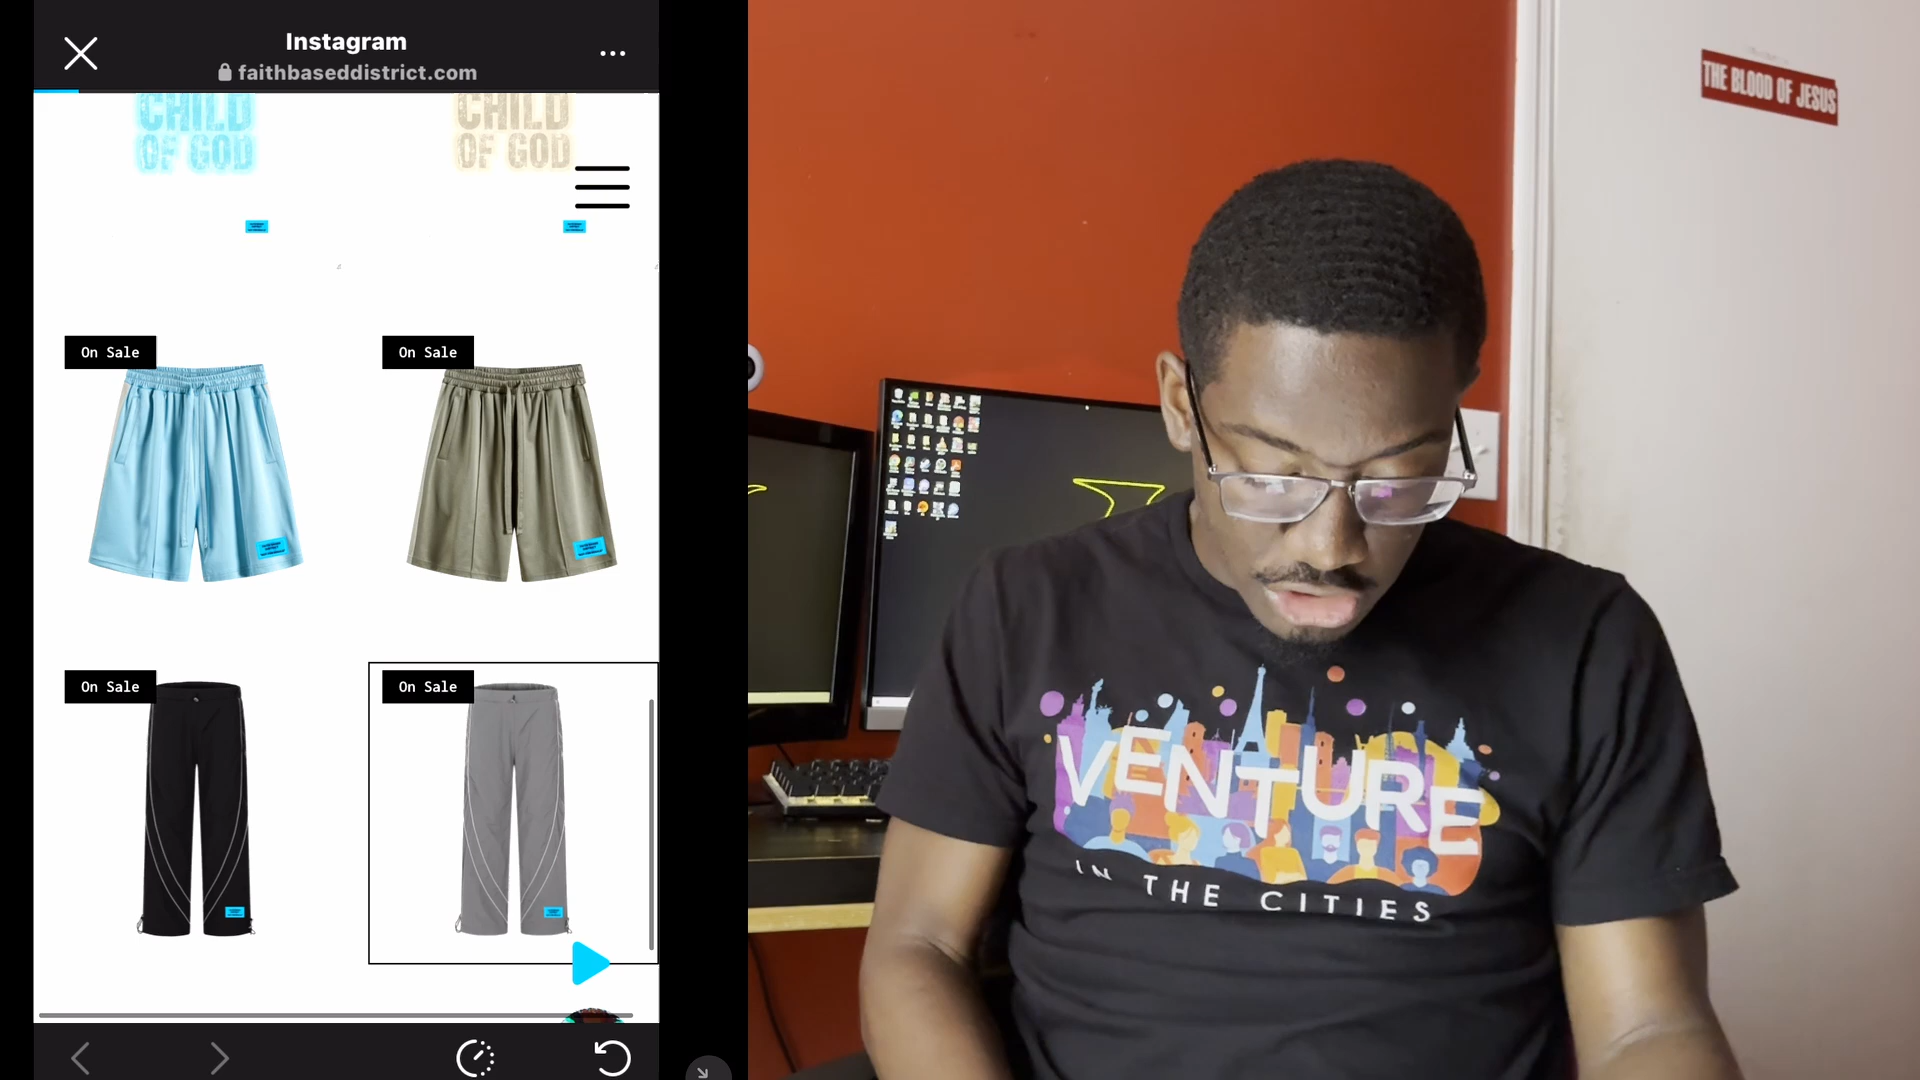 Instagram
faithbaseddistrict.com
CHILD
OF GOD
CHILD
OF GOD
On Sale
On Sale
On Sale
On Sale
THE BLOOD OF JESUS
VENTURE
IN THE CITIES